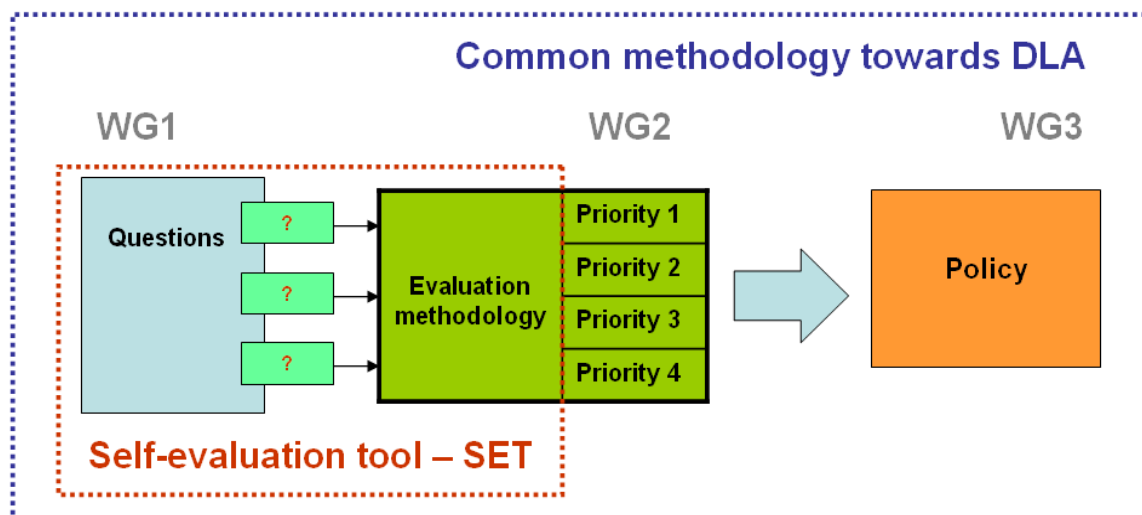 Common methodology towards DLA
WG1
WG2
WG3
Questions
?
?
?
Evaluation
methodology
Priority 1
Priority 2
Priority 3
Priority 4
Policy
Self-evaluation tool – SET